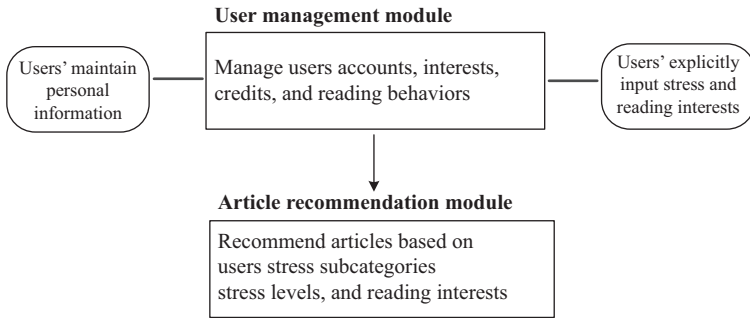 User management module
Users’ maintain
personal
information
Manage users accounts, interests,
credits, and reading behaviors
Users’ explicitly
input stress and
reading interests
Article recommendation module
Recommend articles based on
users stress subcategories
stress levels, and reading interests